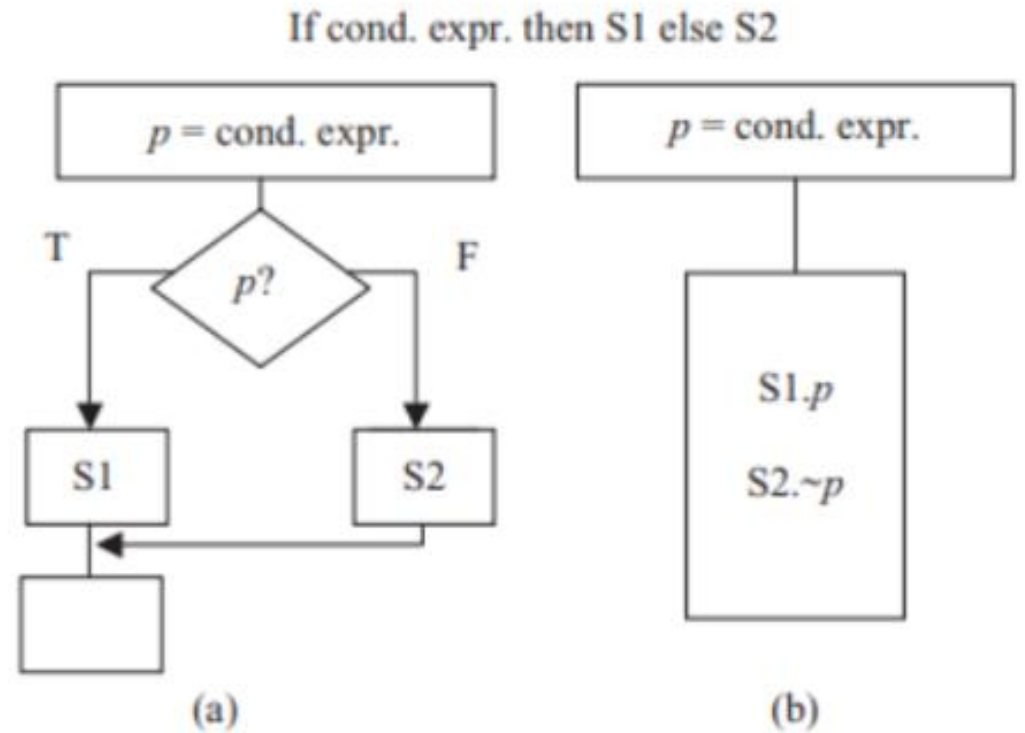 If cond. expr. then S1 else S2
p = cond. expr.
p = cond. expr.
T
p?
F
S1
S2
S1.p
S2.~p
(a)
(b)